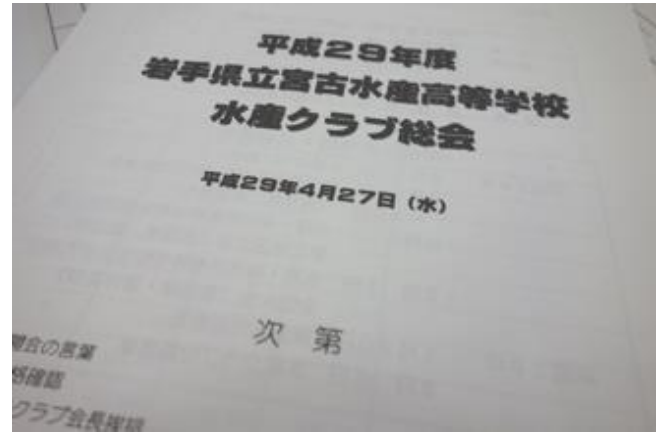 平成29年度
岩手県立宮古水産高等学校
水産クラブ総会
平成29年4月27日（水）
次 第
開会の言葉
格確認
クラブ会長挨拶